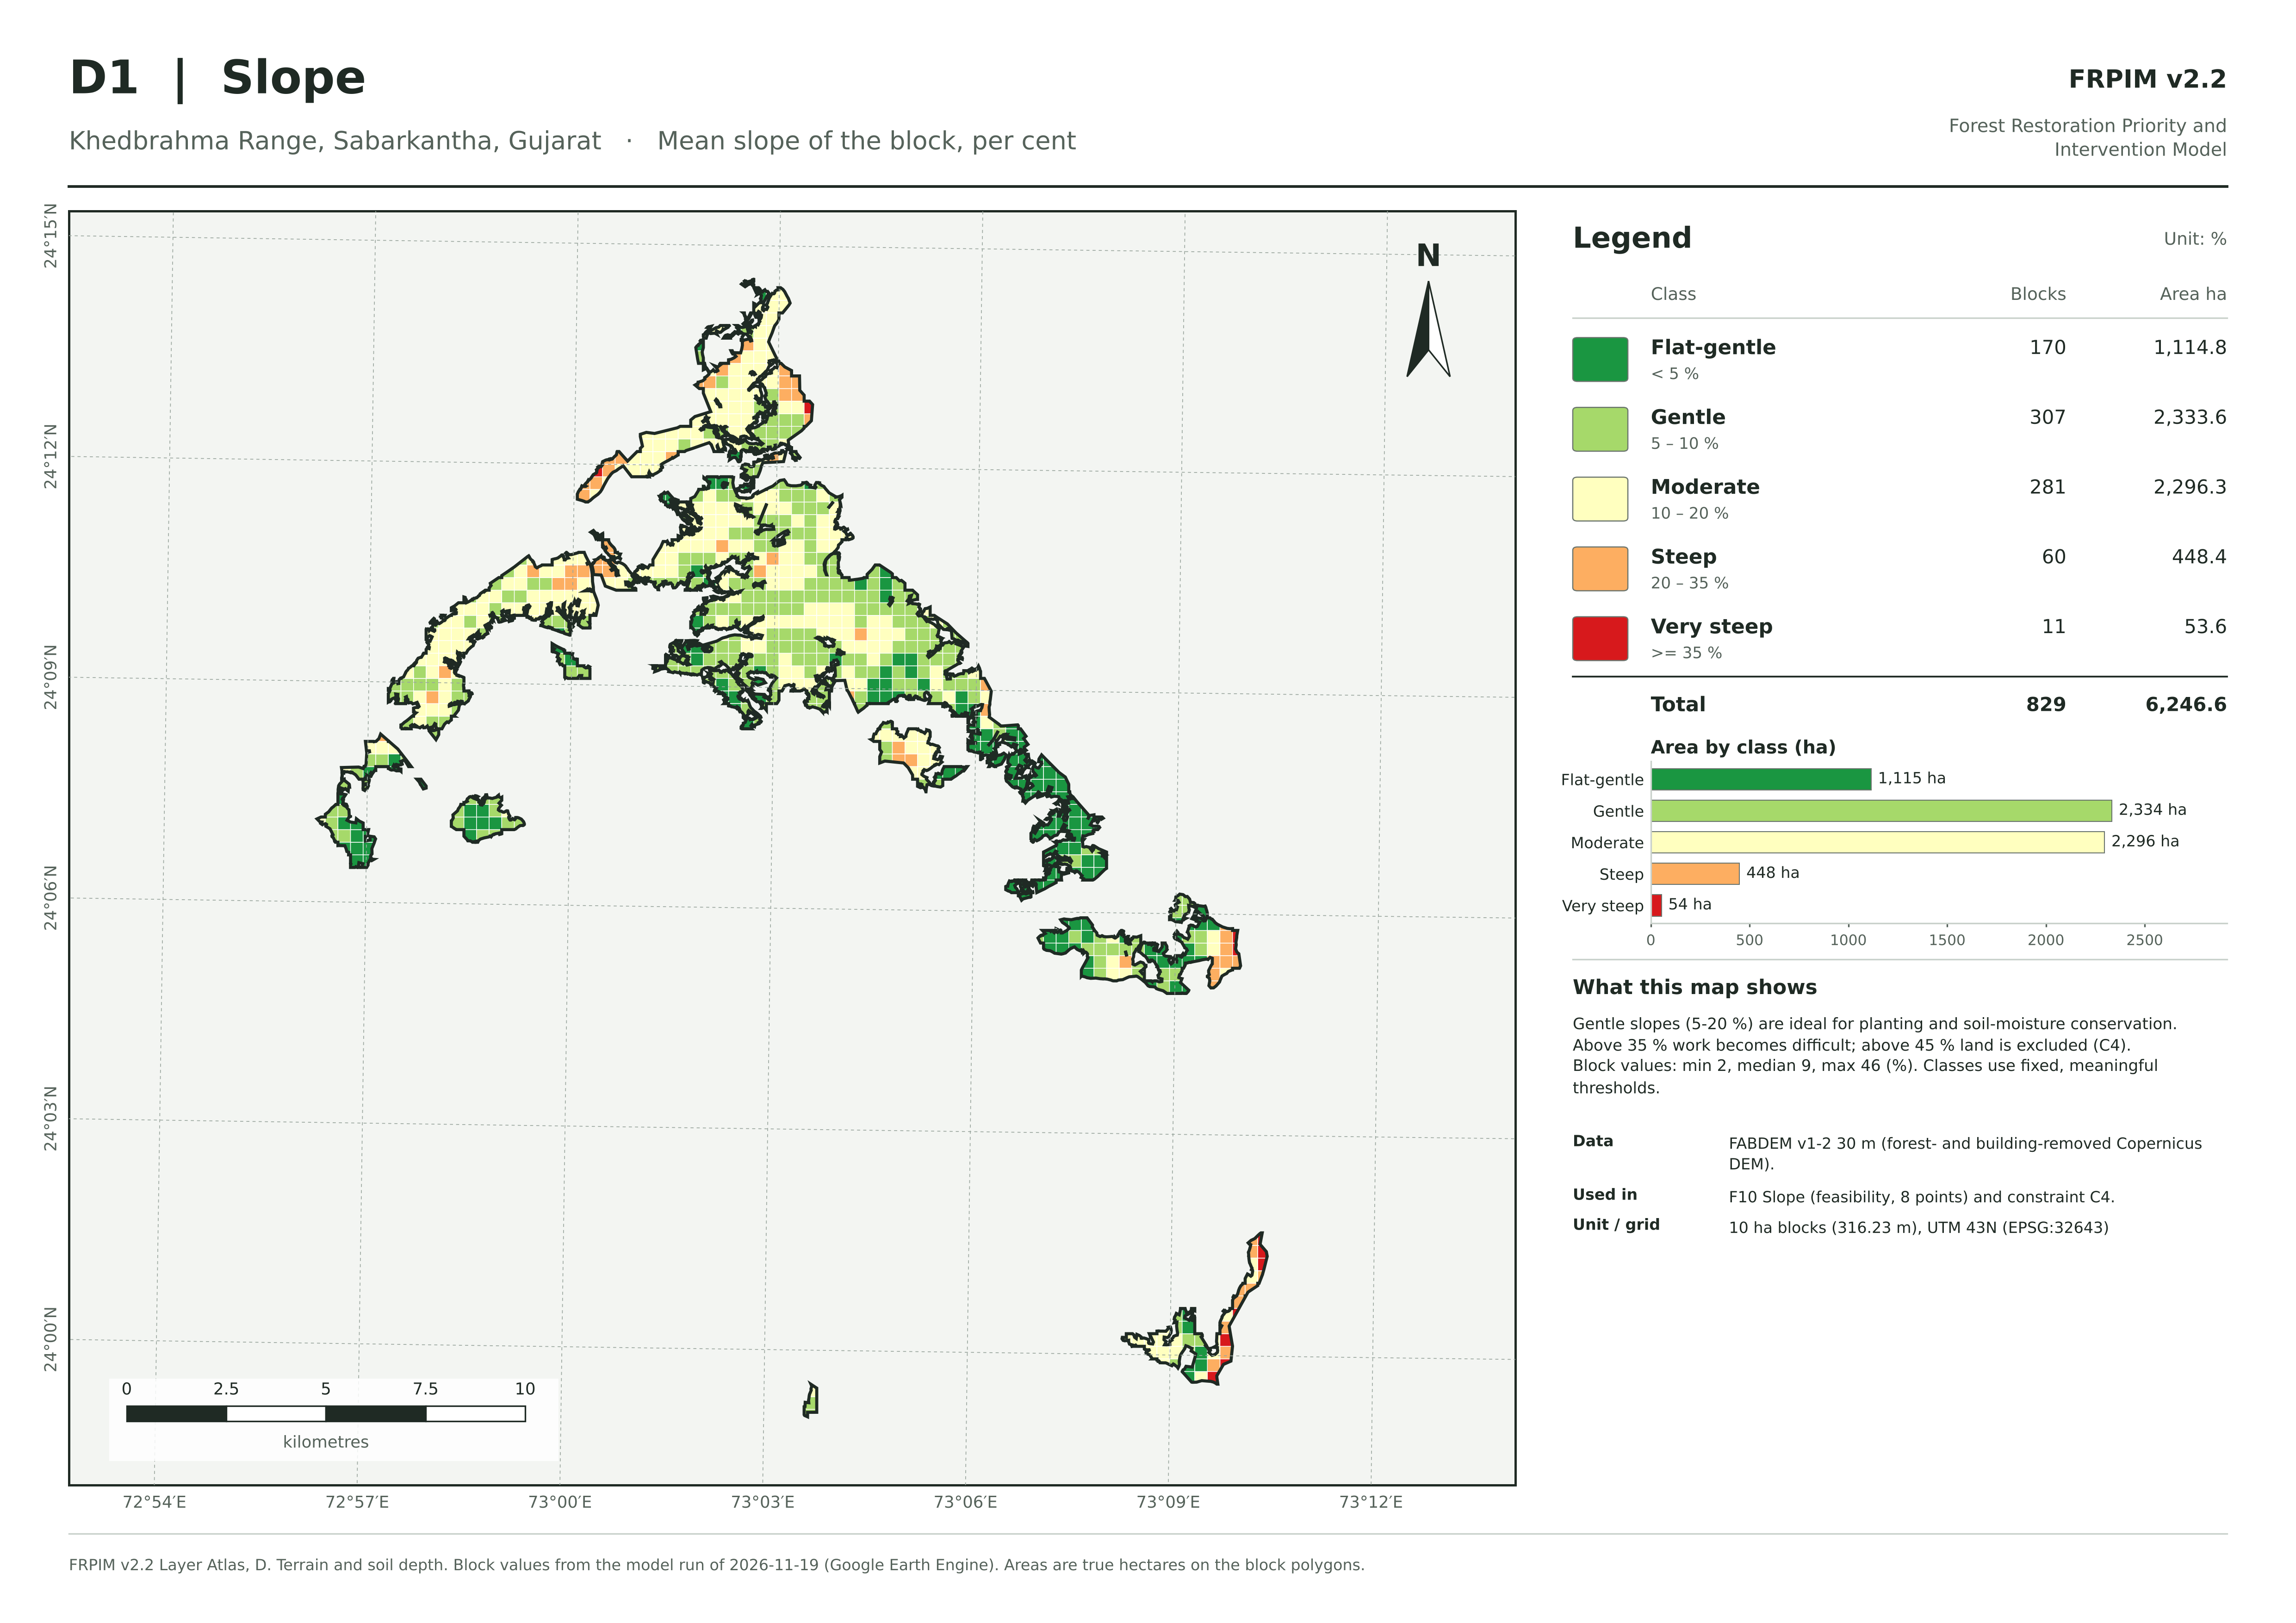 D1 | Slope
FRPIM v2.2
Khedbrahma Range, Sabarkantha, Gujarat · Mean slope of the block, per cent
Forest Restoration Priority and
Intervention Model
24°15′N
24°12′N
24°09′N
24°06′N
24°03′N
24°00′N
N
0 2.5 5 7.5 10
kilometres
72°54′E 72°57′E 73°00′E 73°03′E 73°06′E 73°09′E 73°12′E
Legend
Unit: %
Class Blocks Area ha
Flat-gentle 170 1,114.8
< 5 %
Gentle 307 2,333.6
5 – 10 %
Moderate 281 2,296.3
10 – 20 %
Steep 60 448.4
20 – 35 %
Very steep 11 53.6
>= 35 %
Total 829 6,246.6
Area by class (ha)
Flat-gentle 1,115 ha
Gentle 2,334 ha
Moderate 2,296 ha
Steep 448 ha
Very steep 54 ha
0 500 1000 1500 2000 2500
What this map shows
Gentle slopes (5-20 %) are ideal for planting and soil-moisture conservation.
Above 35 % work becomes difficult; above 45 % land is excluded (C4).
Block values: min 2, median 9, max 46 (%). Classes use fixed, meaningful
thresholds.
Data FABDEM v1-2 30 m (forest- and building-removed Copernicus
DEM).
Used in F10 Slope (feasibility, 8 points) and constraint C4.
Unit / grid 10 ha blocks (316.23 m), UTM 43N (EPSG:32643)
FRPIM v2.2 Layer Atlas, D. Terrain and soil depth. Block values from the model run of 2026-11-19 (Google Earth Engine). Areas are true hectares on the block polygons.